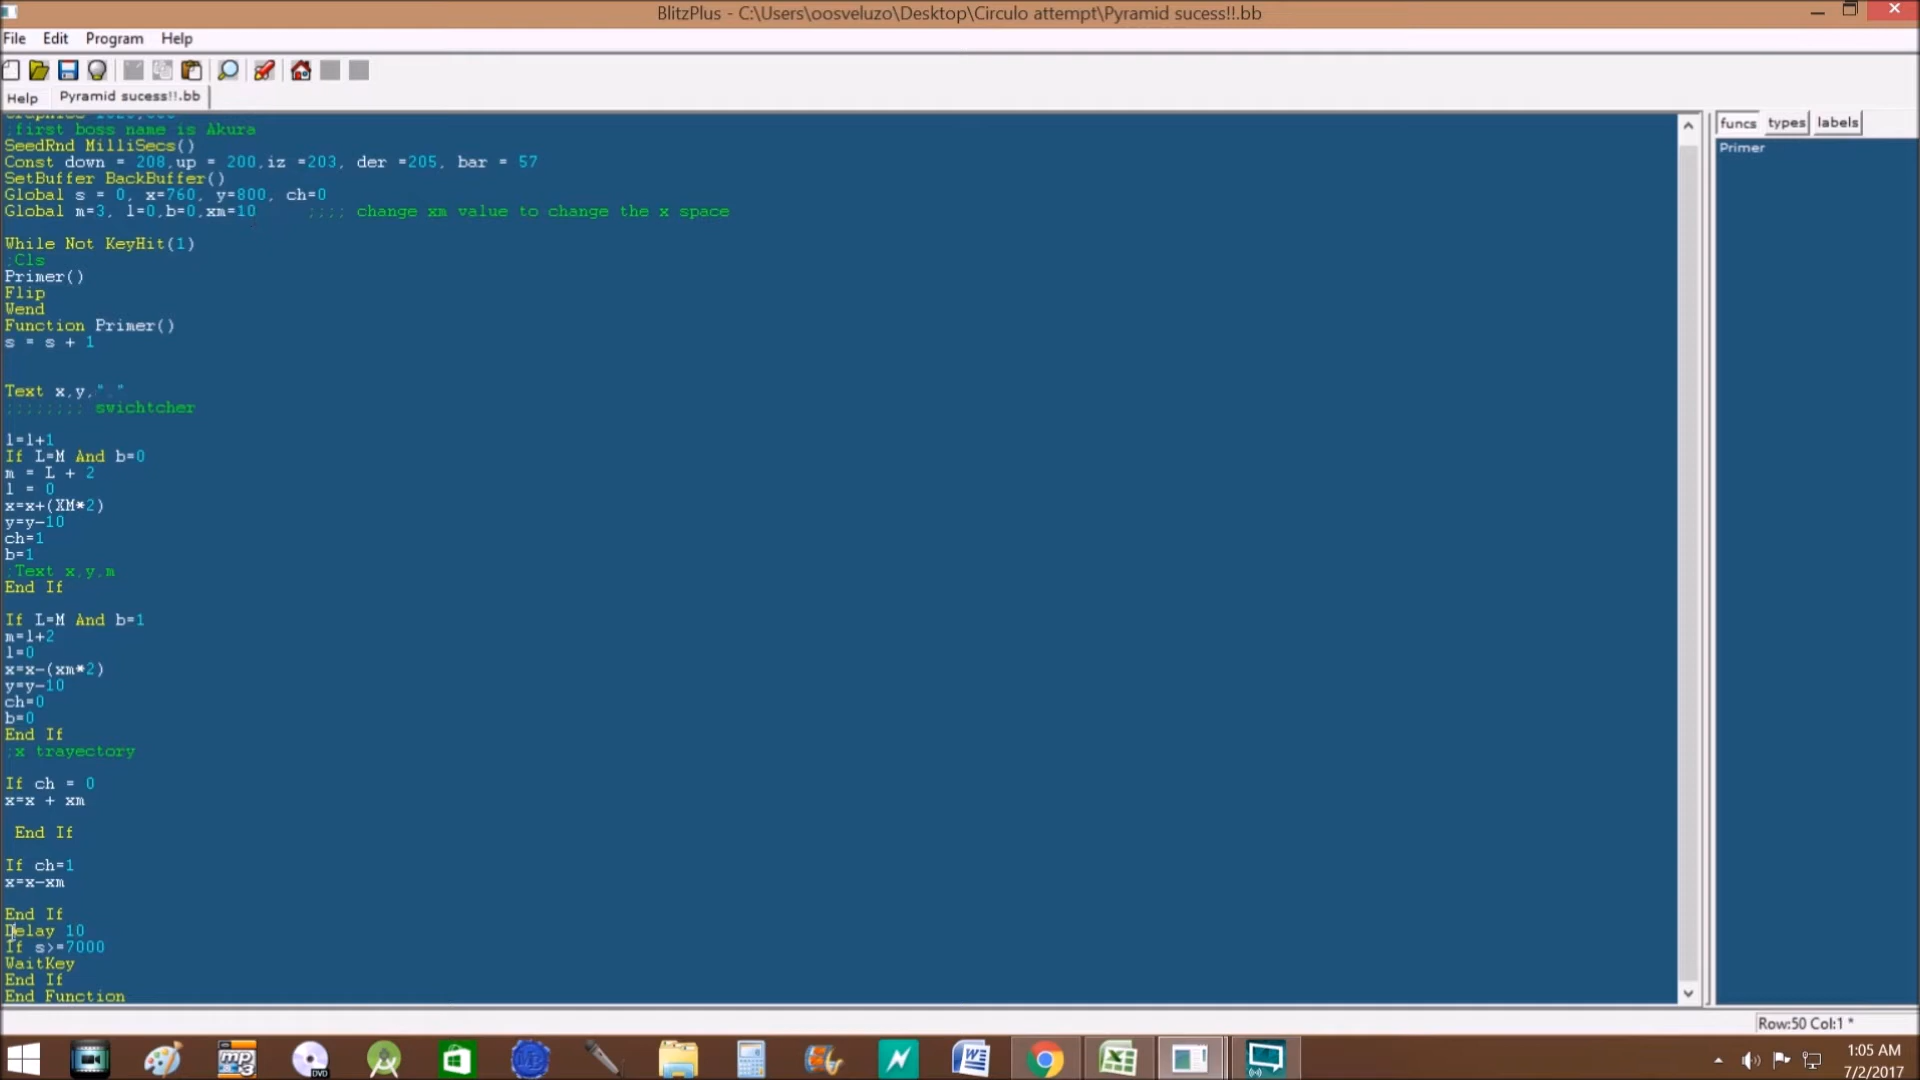 BlitzPlus - C:\Users\oosveluzo\Desktop\Circulo attempt\Pyramid sucess!!.bb
File Edit Program Help
Help Pyramid sucess!!.bb
funcs types labels
Primer
;first boss name is Akura
SeedRnd MilliSecs()
Const down = 208,up = 200,iz =203, der =205, bar = 57
SetBuffer BackBuffer()
Global s = 0, x=760, y=800, ch=0
Global m=3, l=0,b=0,xm=10 ;;;; change xm value to change the x space
While Not KeyHit(1)
;Cls
Primer()
Flip
Wend
Function Primer()
s = s + 1
Text x,y,"."
;;;;;;;; swichtcher
l=l+1
If L=M And b=0
m = L + 2
l = 0
x=x+(XM*2)
y=y-10
ch=1
b=1
;Text x,y,m
End If
If L=M And b=1
m=l+2
l=0
x=x-(xm*2)
y=y-10
ch=0
b=0
End If
;x trayectory
If ch = 0
x=x + xm
End If
If ch=1
x=x-xm
End If
Delay 10
If s>=7000
WaitKey
End If
End Function
Row:50 Col:1 *
1:05 AM
7/2/2017